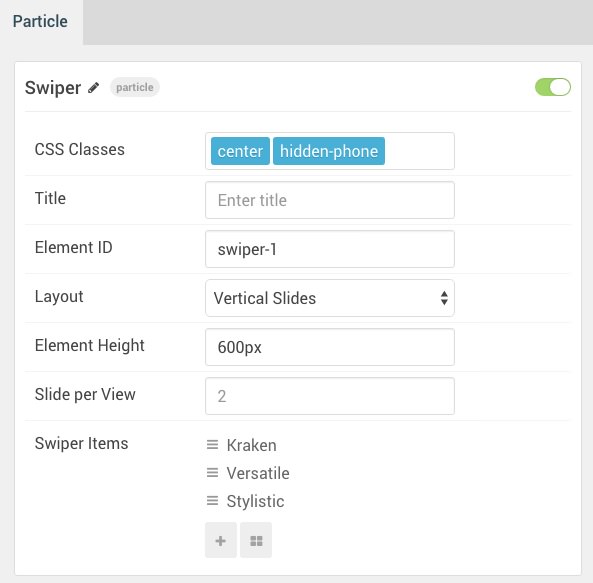 Particle
Swiper particle
CSS Classes center hidden-phone
Title Enter title
Element ID swiper-1
Layout Vertical Slides
Element Height 600px
Slide per View 2
Swiper Items Kraken
Versatile
Stylistic